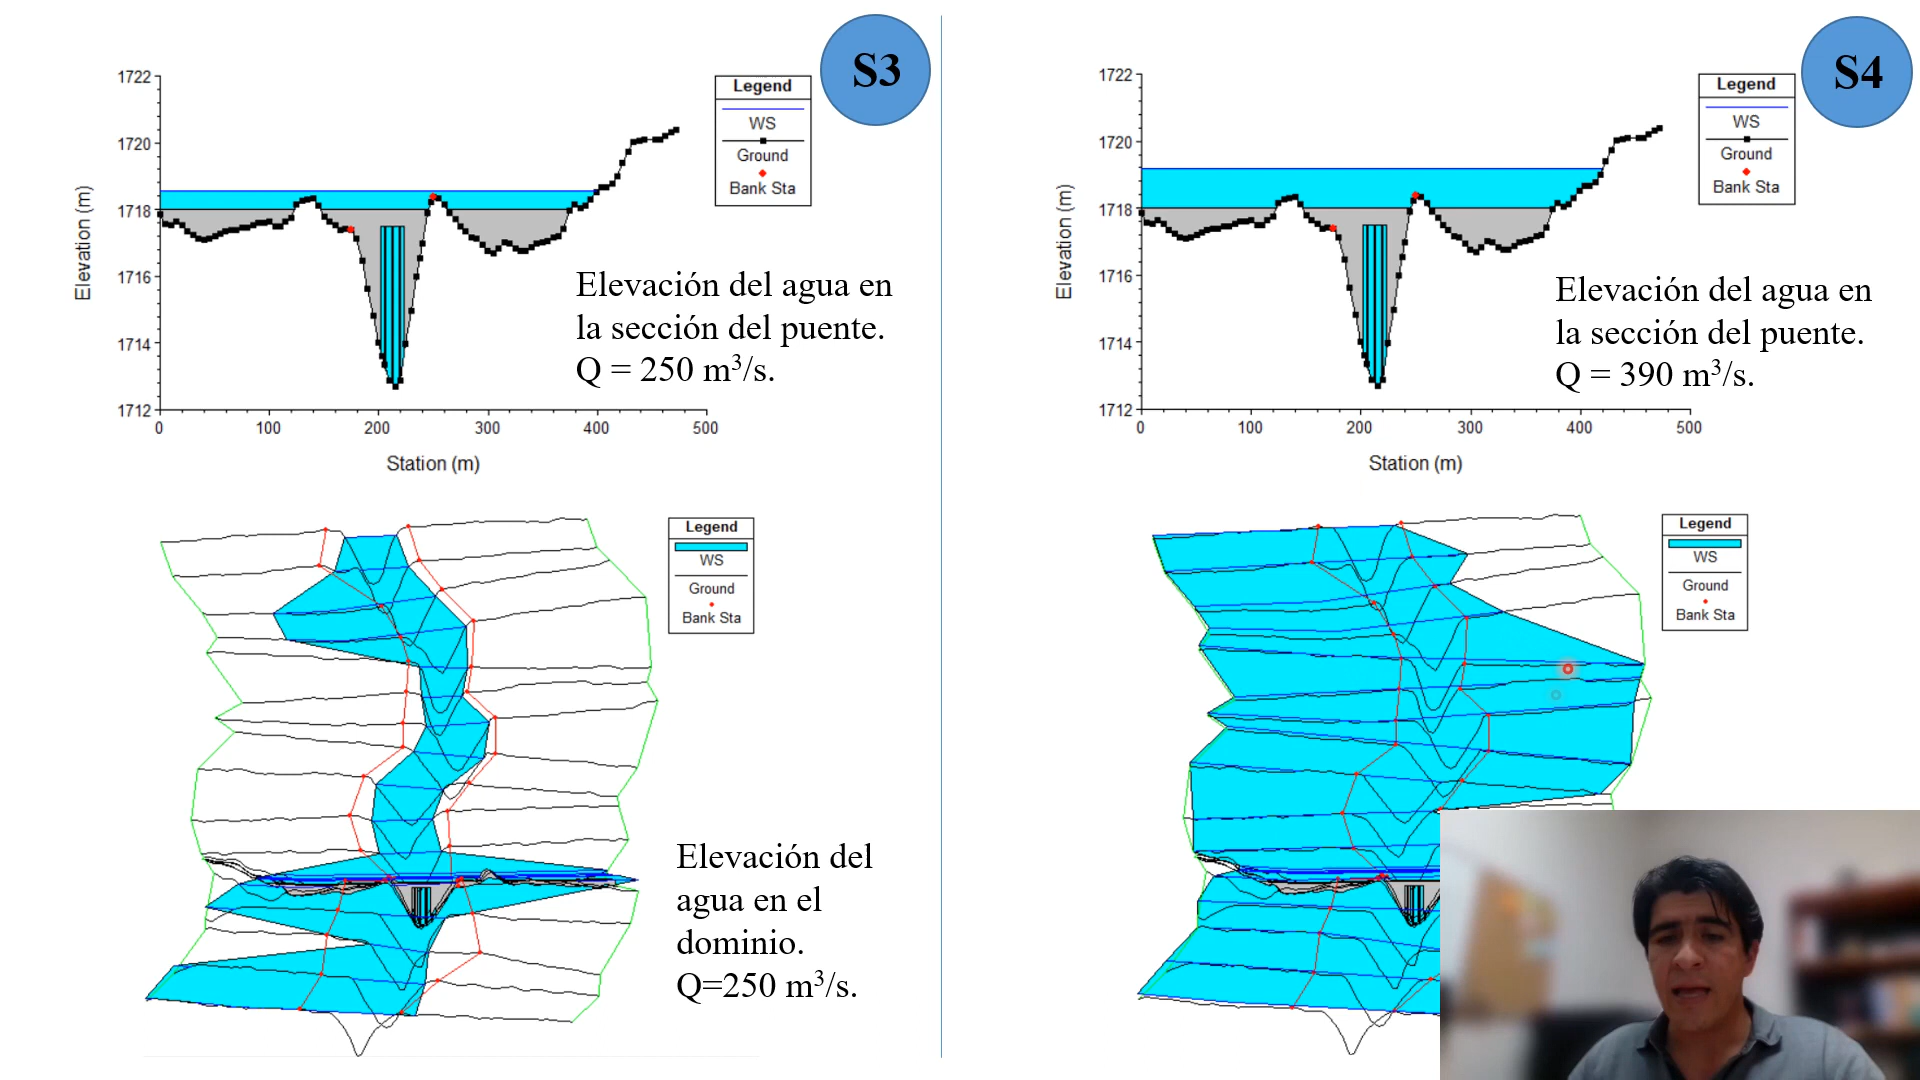 S3
1722
1720
1718
1716
1714
1712
Elevation (m)
0 100 200 300 400 500
Station (m)
Legend
WS
Ground
Bank Sta
Elevación del agua en
la sección del puente.
Q = 250 m³/s.
Legend
WS
Ground
Bank Sta
Elevación del
agua en el
dominio.
Q=250 m³/s.
S4
1722
1720
1718
1716
1714
1712
Elevation (m)
0 100 200 300 400 500
Station (m)
Legend
WS
Ground
Bank Sta
Elevación del agua en
la sección del puente.
Q = 390 m³/s.
Legend
WS
Ground
Bank Sta